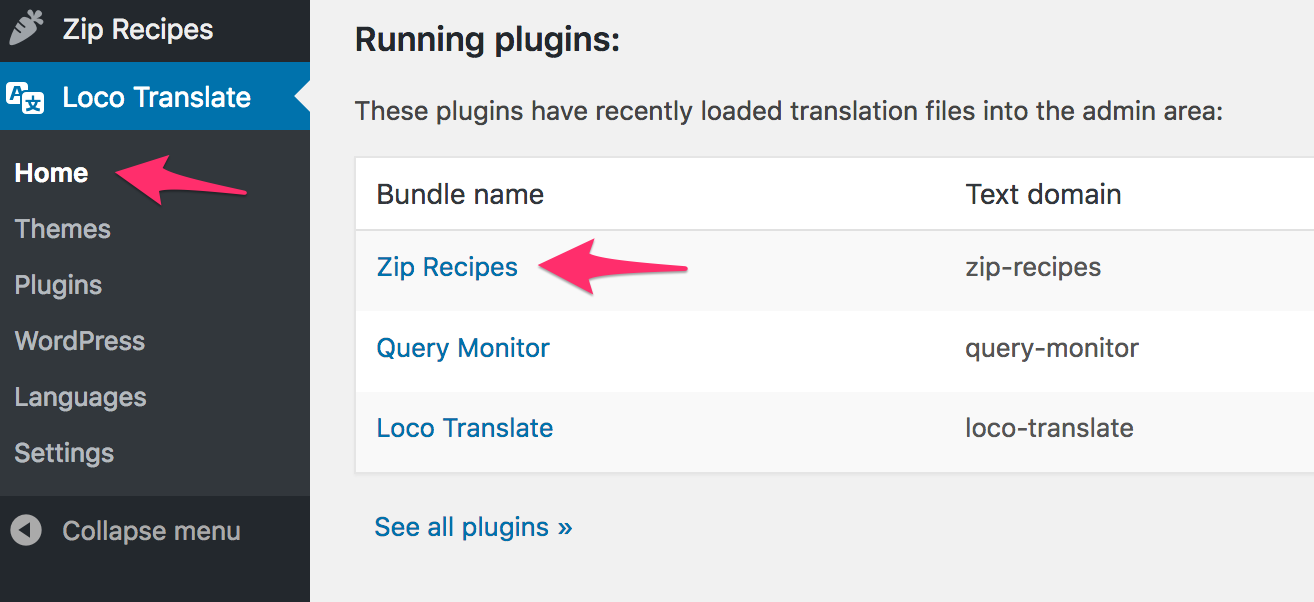 Zip Recipes
Loco Translate
Home
Themes
Plugins
WordPress
Languages
Settings
Collapse menu
Running plugins:
These plugins have recently loaded translation files into the admin area:
Bundle name Text domain
Zip Recipes zip-recipes
Query Monitor query-monitor
Loco Translate loco-translate
See all plugins »